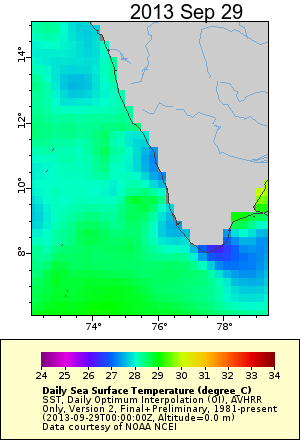 2013 Sep 29
14°
12°
10°
8°
74°
76°
78°
24 25 26 27 28 29 30 31 32 33 34
Daily Sea Surface Temperature (degree_C)
SST, Daily Optimum Interpolation (OI), AVHRR
Only, Version 2, Final+Preliminary, 1981-present
(2013-09-29T00:00:00Z, Altitude=0.0 m)
Data courtesy of NOAA NCEI